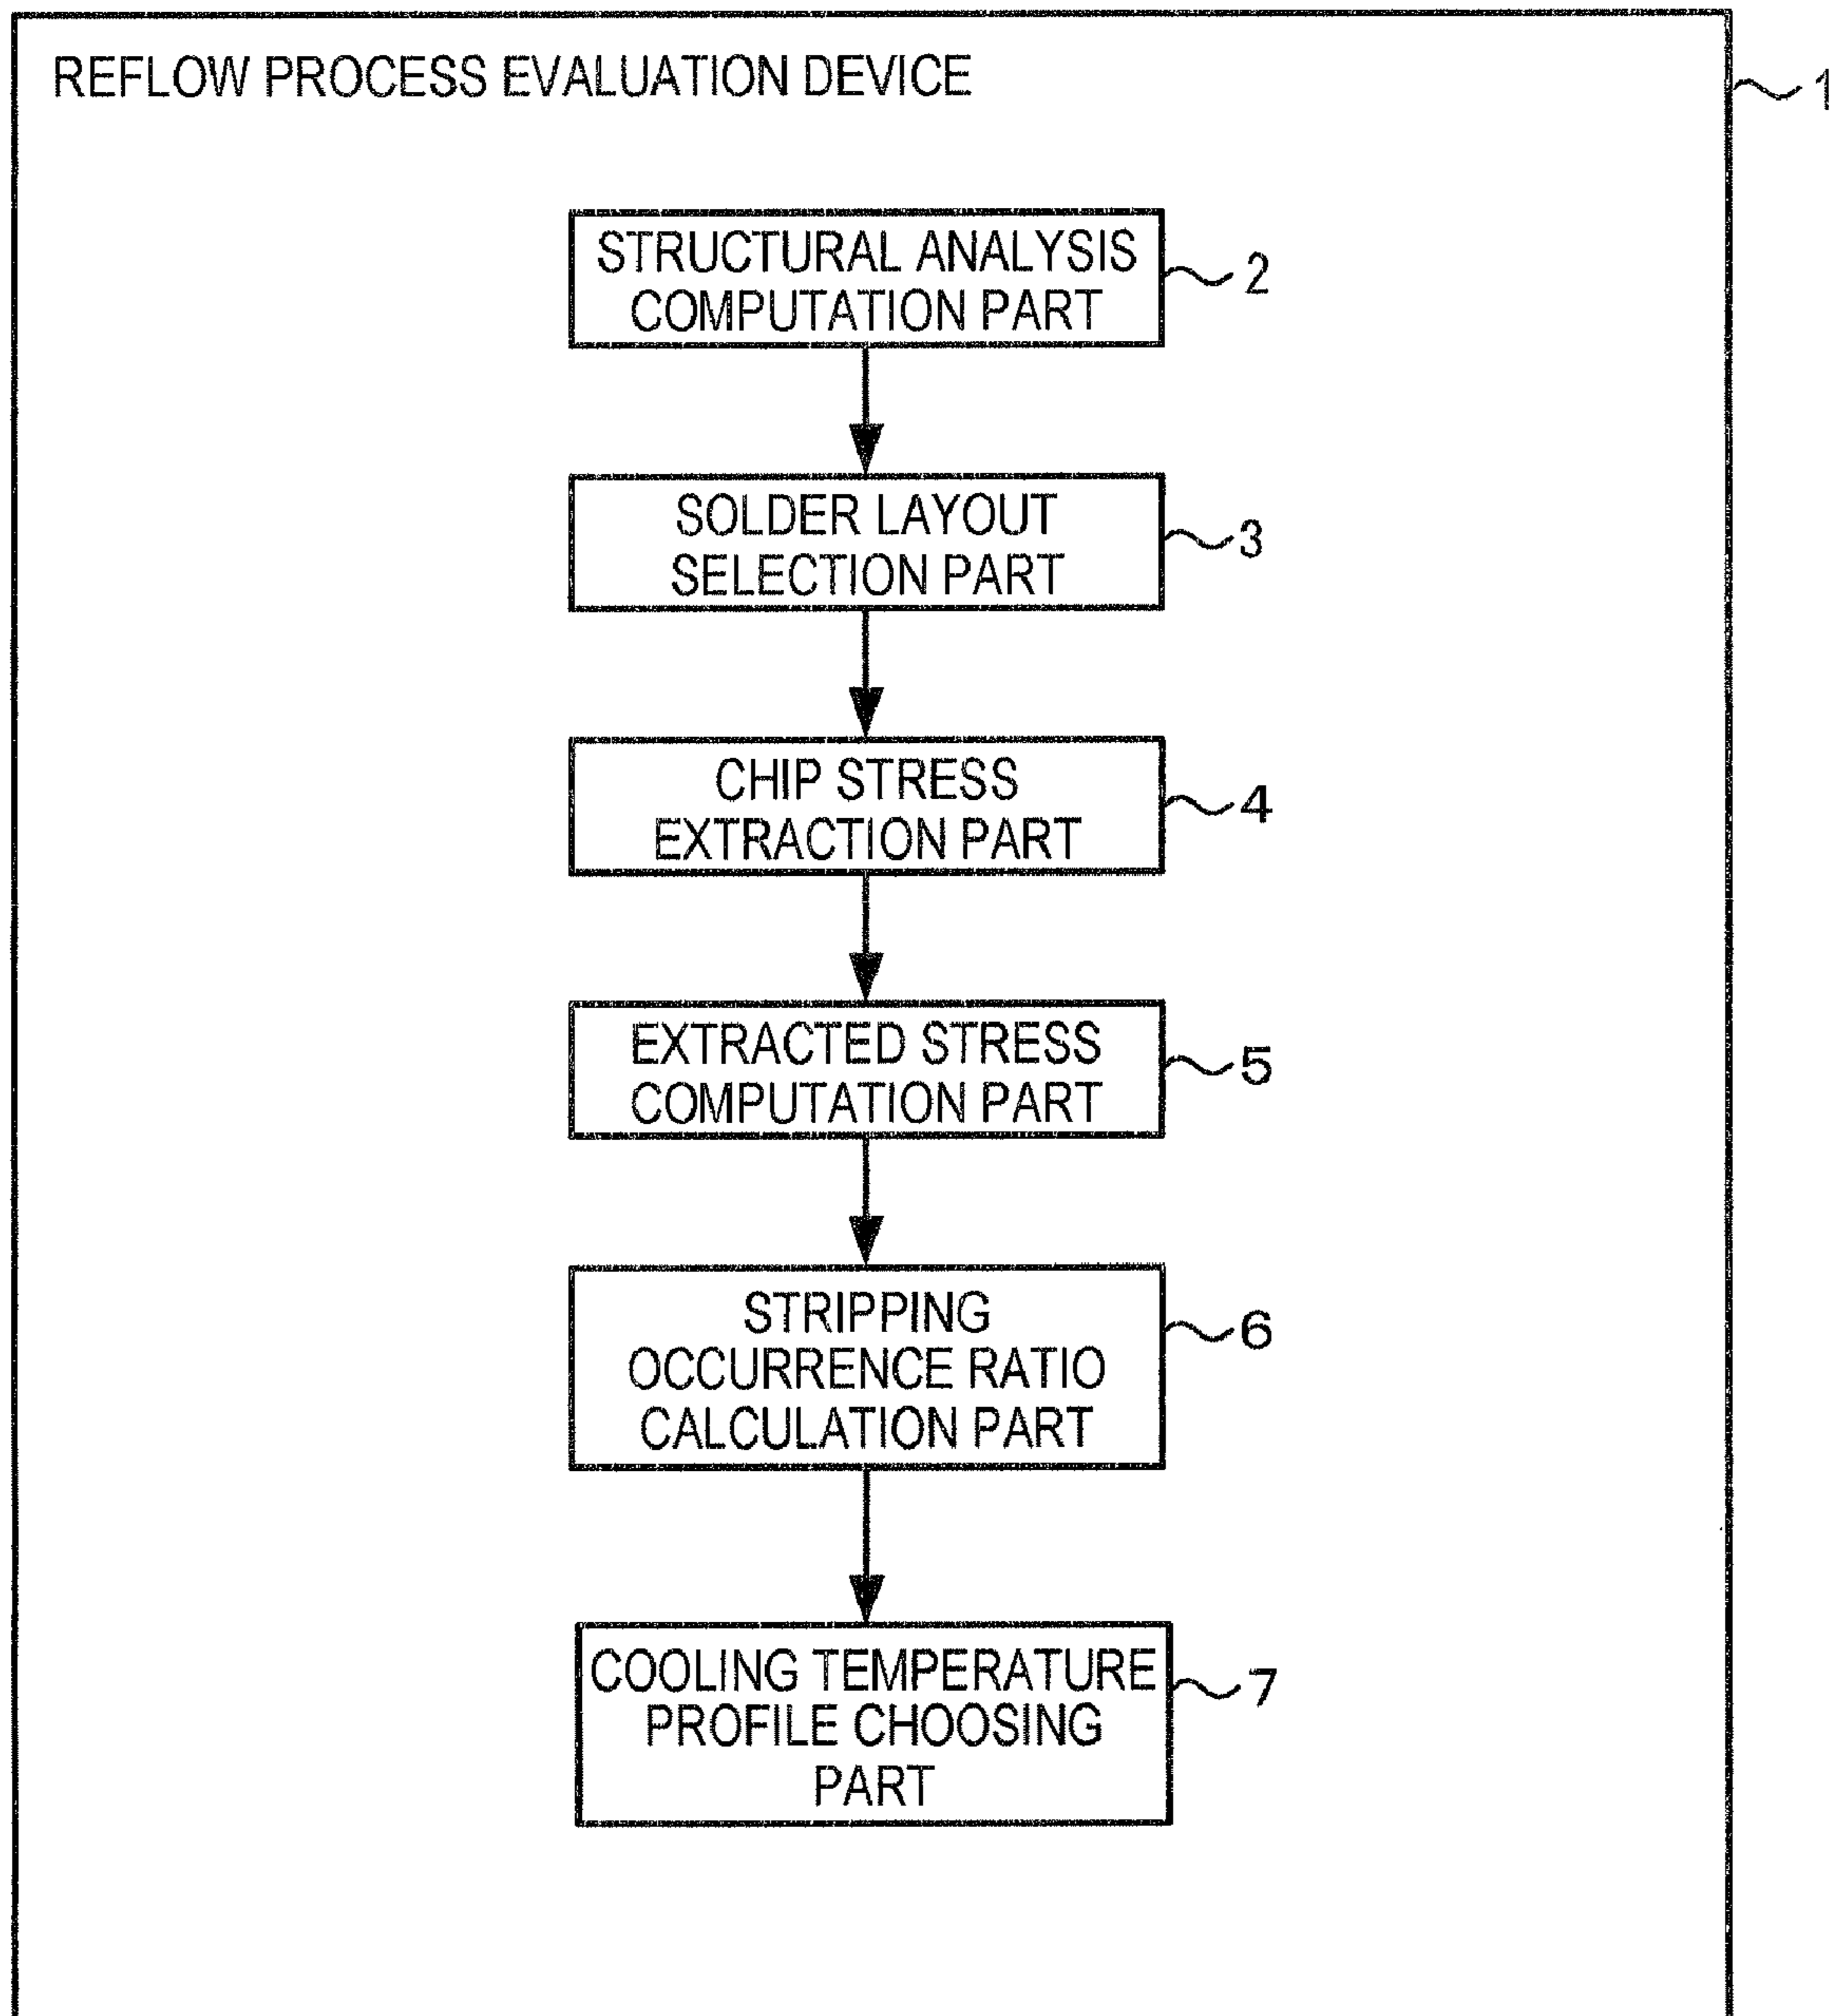 REFLOW PROCESS EVALUATION DEVICE
1
STRUCTURAL ANALYSIS
COMPUTATION PART
2
SOLDER LAYOUT
SELECTION PART
3
CHIP STRESS
EXTRACTION PART
4
EXTRACTED STRESS
COMPUTATION PART
5
STRIPPING
OCCURRENCE RATIO
CALCULATION PART
6
COOLING TEMPERATURE
PROFILE CHOOSING
PART
7